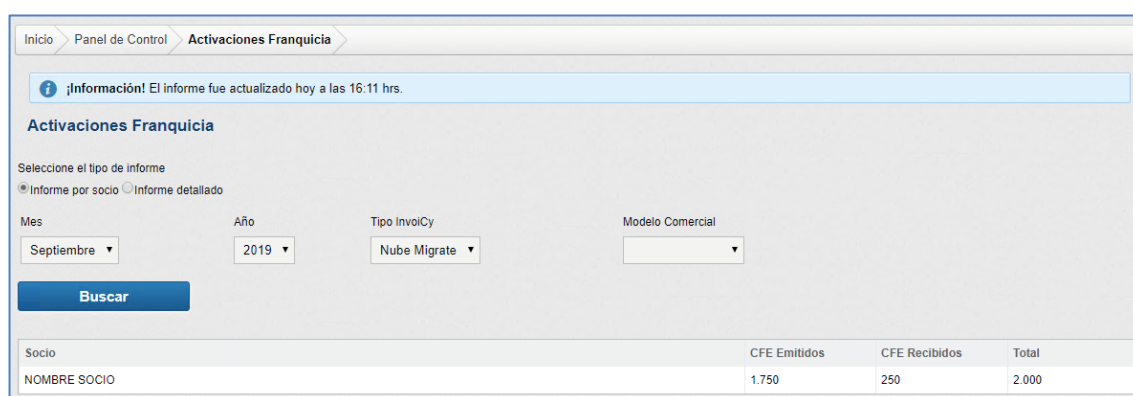 Inicio Panel de Control Activaciones Franquicia
¡Información! El informe fue actualizado hoy a las 16:11 hrs.
Activaciones Franquicia
Seleccione el tipo de informe
Informe por socio Informe detallado
Mes Año Tipo InvoiCy Modelo Comercial
Septiembre 2019 Nube Migrate
Buscar
Socio CFE Emitidos CFE Recibidos Total
NOMBRE SOCIO 1.750 250 2.000